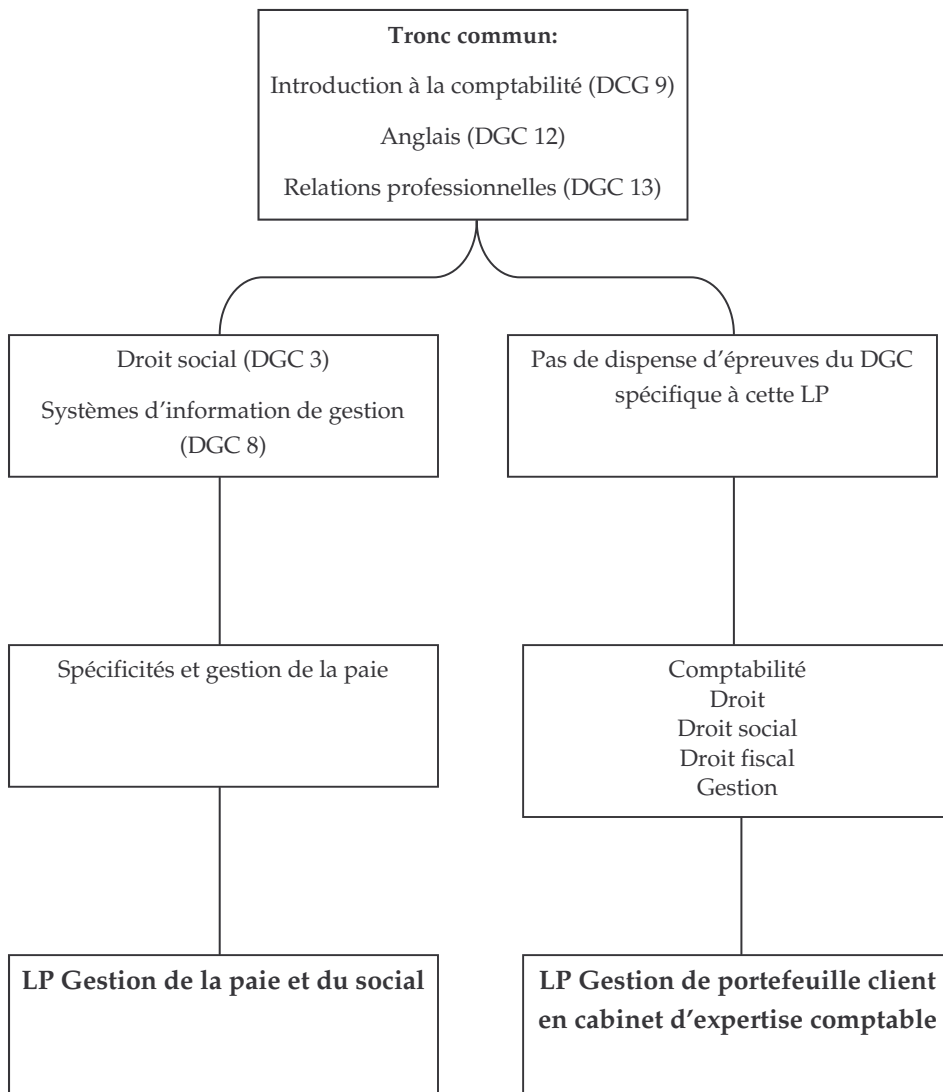 Tronc commun:
Introduction à la comptabilité (DCG 9)
Anglais (DGC 12)
Relations professionnelles (DGC 13)
Droit social (DGC 3)
Systèmes d’information de gestion
(DGC 8)
Pas de dispense d’épreuves du DGC
spécifique à cette LP
Spécificités et gestion de la paie
Comptabilité
Droit
Droit social
Droit fiscal
Gestion
LP Gestion de la paie et du social
LP Gestion de portefeuille client
en cabinet d’expertise comptable